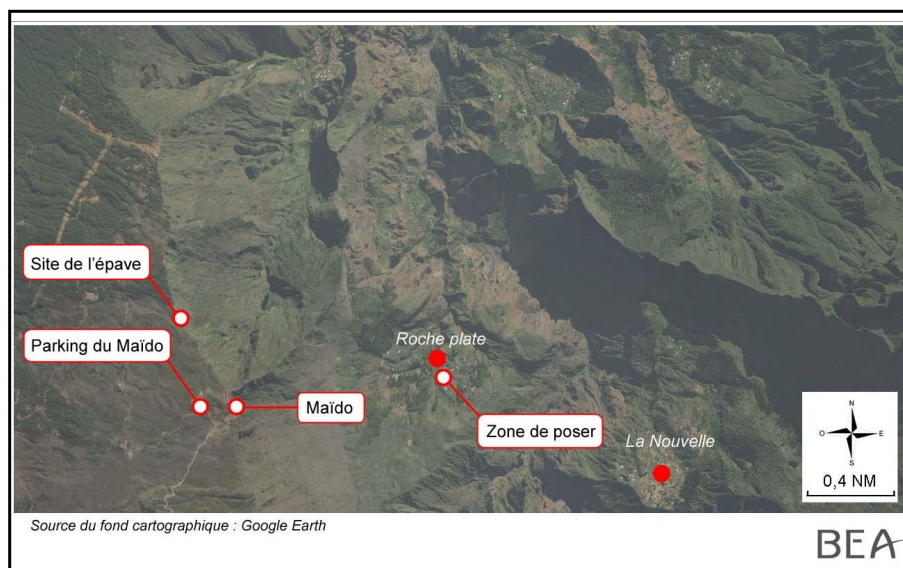 Site de l’épave
Parking du Maïdo
Roche plate
Maïdo
Zone de poser
La Nouvelle
N
O E
S
0,4 NM
Source du fond cartographique : Google Earth
BEA